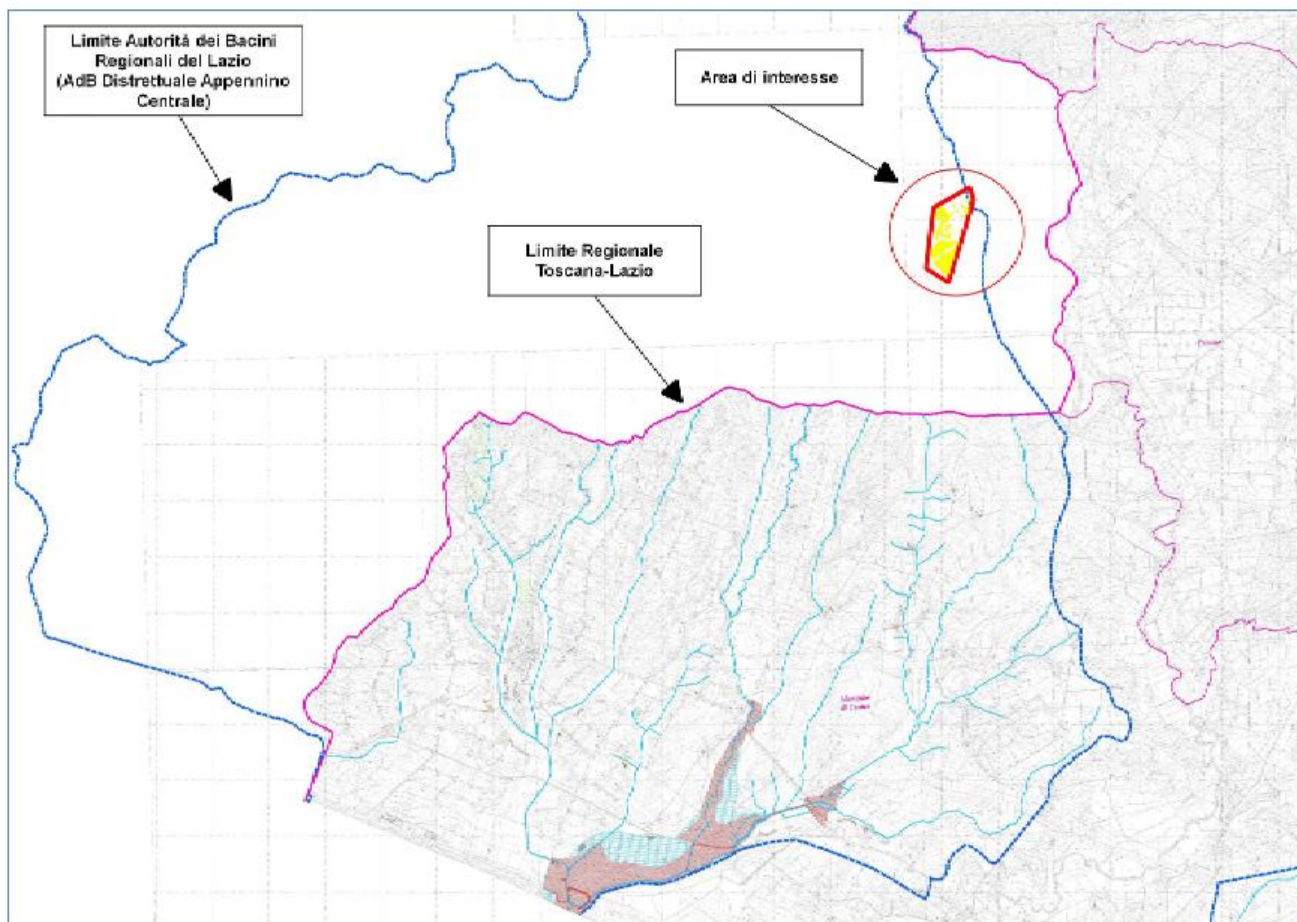 Limite Autorità dei Bacini
Regionali del Lazio
(AdB Distrettuale Appennino
Centrale)
Area di interesse
Limite Regionale
Toscana-Lazio